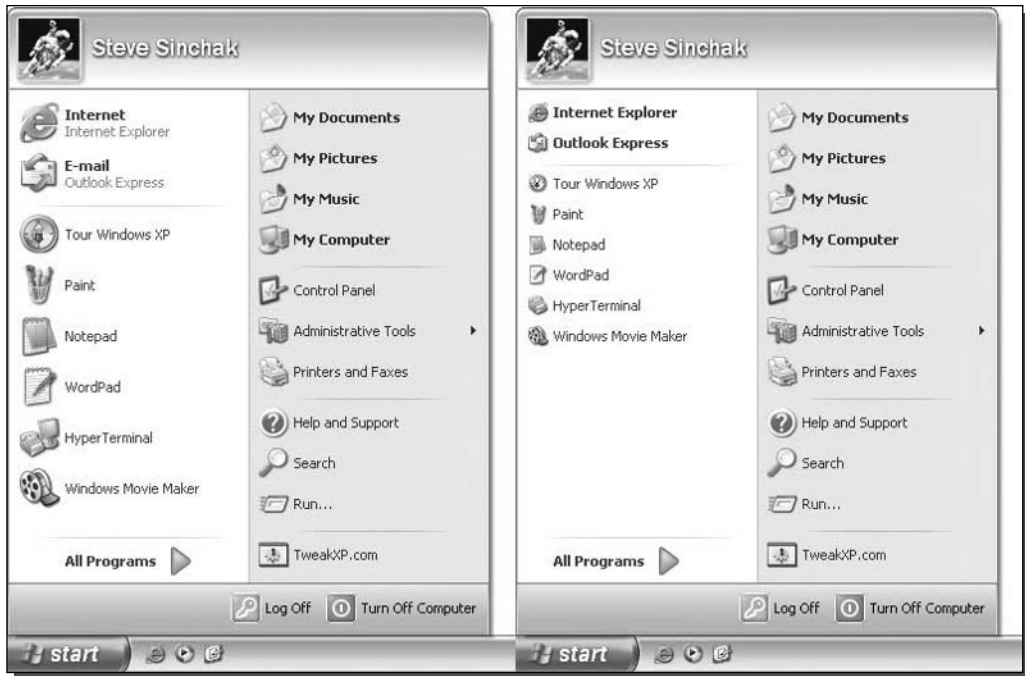 Steve Sinchak
Internet
Internet Explorer
E-mail
Outlook Express
Tour Windows XP
Paint
Notepad
WordPad
HyperTerminal
Windows Movie Maker
All Programs
My Documents
My Pictures
My Music
My Computer
Control Panel
Administrative Tools
Printers and Faxes
Help and Support
Search
Run...
TweakXP.com
Log Off
Turn Off Computer
start
Steve Sinchak
Internet Explorer
Outlook Express
Tour Windows XP
Paint
Notepad
WordPad
HyperTerminal
Windows Movie Maker
All Programs
My Documents
My Pictures
My Music
My Computer
Control Panel
Administrative Tools
Printers and Faxes
Help and Support
Search
Run...
TweakXP.com
Log Off
Turn Off Computer
start